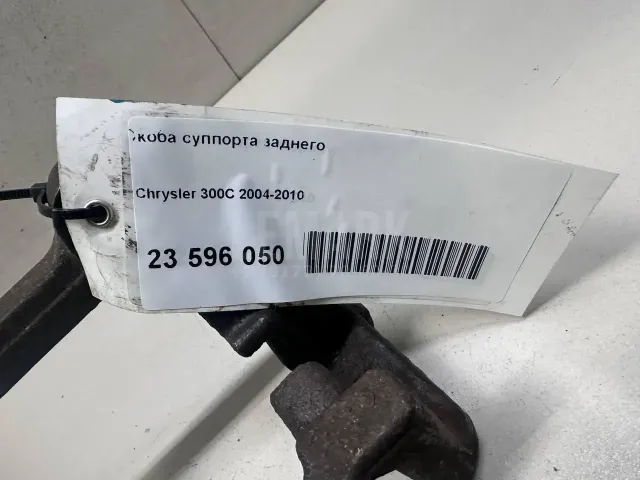 Скоба суппорта заднего
Chrysler 300C 2004-2010
23 596 050